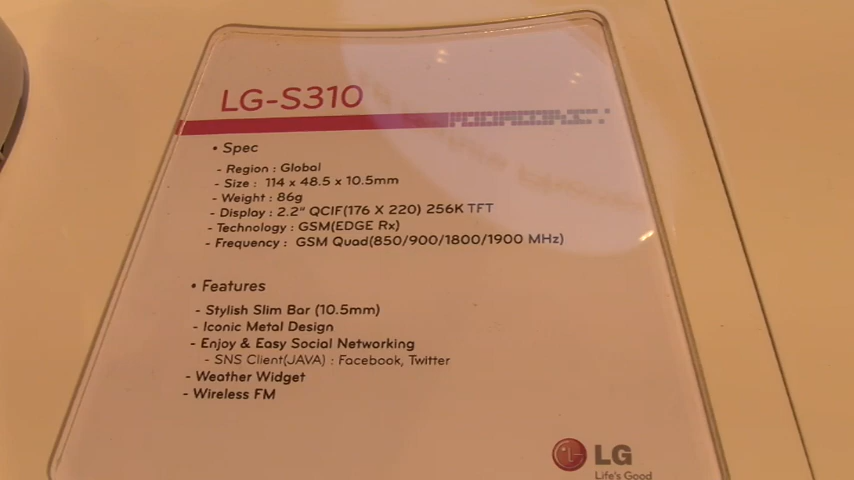 LG-S310
• Spec
- Region : Global
- Size : 114 x 48.5 x 10.5mm
- Weight : 86g
- Display : 2.2" QCIF(176 X 220) 256K TFT
- Technology : GSM(EDGE Rx)
- Frequency : GSM Quad(850/900/1800/1900 MHz)
• Features
- Stylish Slim Bar (10.5mm)
- Iconic Metal Design
- Enjoy & Easy Social Networking
- SNS Client(JAVA) : Facebook, Twitter
- Weather Widget
- Wireless FM
LG
Life's Good